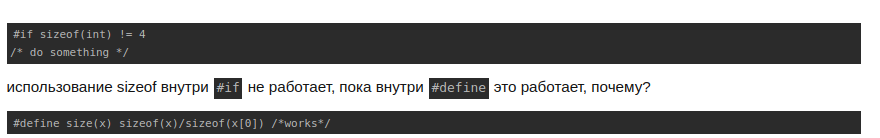 #if sizeof(int) != 4
/* do something */
использование sizeof внутри #if не работает, пока внутри #define это работает, почему?
#define size(x) sizeof(x)/sizeof(x[0]) /*works*/